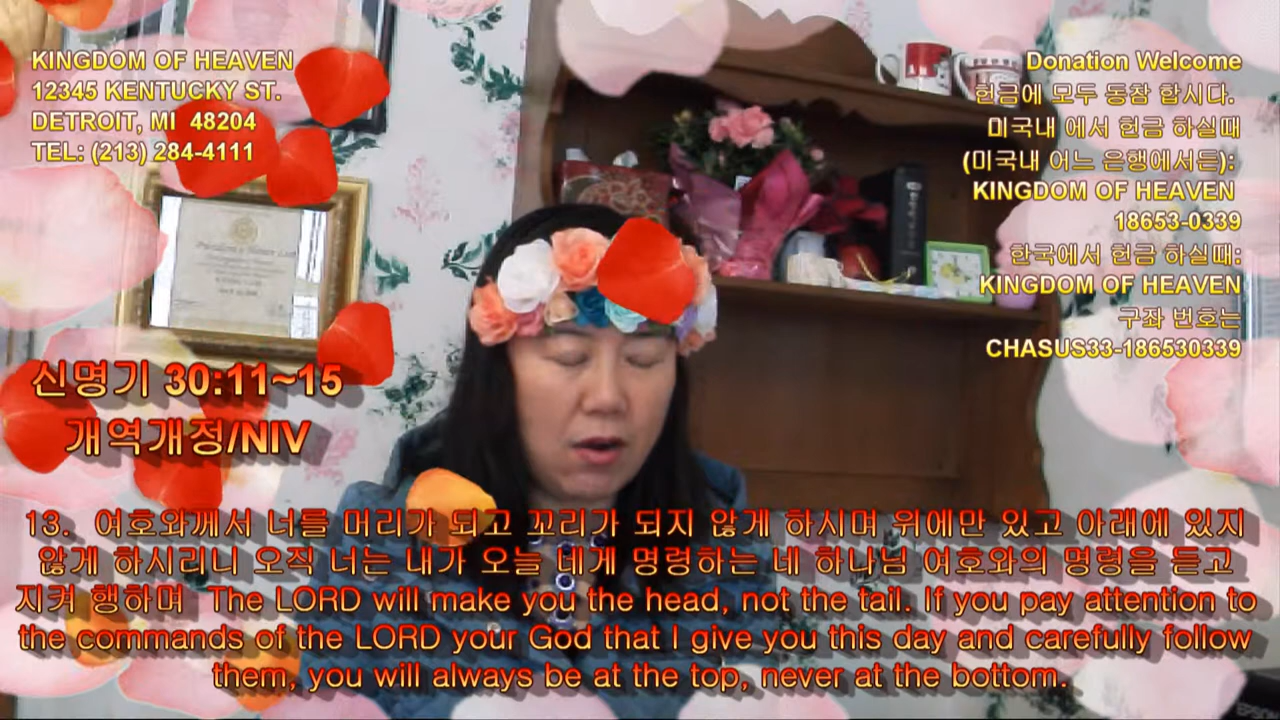 KINGDOM OF HEAVEN
12345 KENTUCKY ST.
DETROIT, MI 48204
TEL: (213) 284-4111
Donation Welcome
헌금에 모두 동참 합시다.
미국내 에서 헌금 하실때
(미국내 어느 은행에서든):
KINGDOM OF HEAVEN
18653-0339
한국에서 헌금 하실때:
KINGDOM OF HEAVEN
구좌 번호는
CHASUS33-186530339
신명기 30:11~15
개역개정/NIV
13. 여호와께서 너를 머리가 되고 꼬리가 되지 않게 하시며 위에만 있고 아래에 있지
않게 하시리니 오직 너는 내가 오늘 네게 명령하는 네 하나님 여호와의 명령을 듣고
지켜 행하며 The LORD will make you the head, not the tail. If you pay attention to
the commands of the LORD your God that I give you this day and carefully follow
them, you will always be at the top, never at the bottom.
EPSON